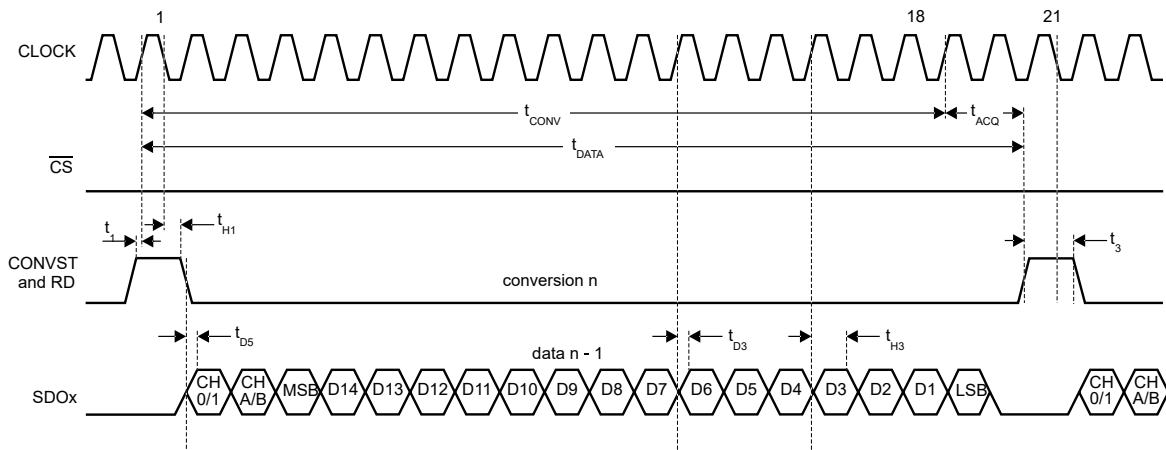 1 18 21
CLOCK
tCONV tACQ
tDATA
CS
t1 tH1 t3
CONVST
and RD
conversion n
tD5 data n - 1 tD3 tH3
SDOx
CH 0/1 CH A/B MSB D14 D13 D12 D11 D10 D9 D8 D7 D6 D5 D4 D3 D2 D1 LSB CH 0/1 CH A/B